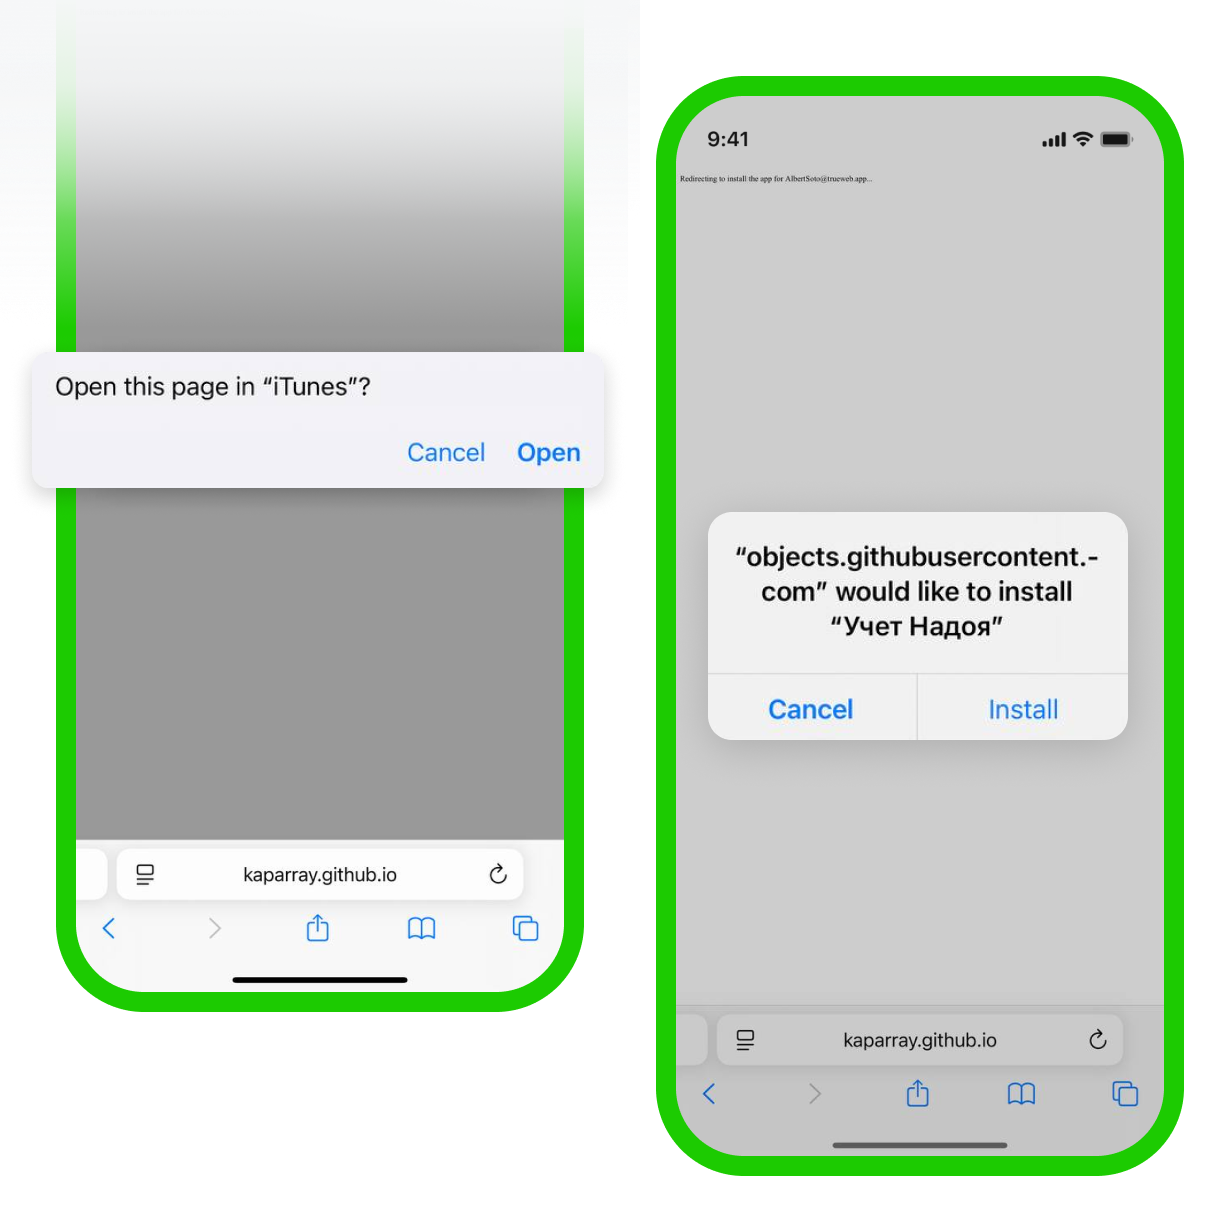 Open this page in “iTunes”?
Cancel Open
kaparray.github.io
9:41
Redirecting to install the app for AlbertSoto@trueweb.app...
“objects.githubusercontent.-
com” would like to install
“Учет Надоя”
Cancel Install
kaparray.github.io